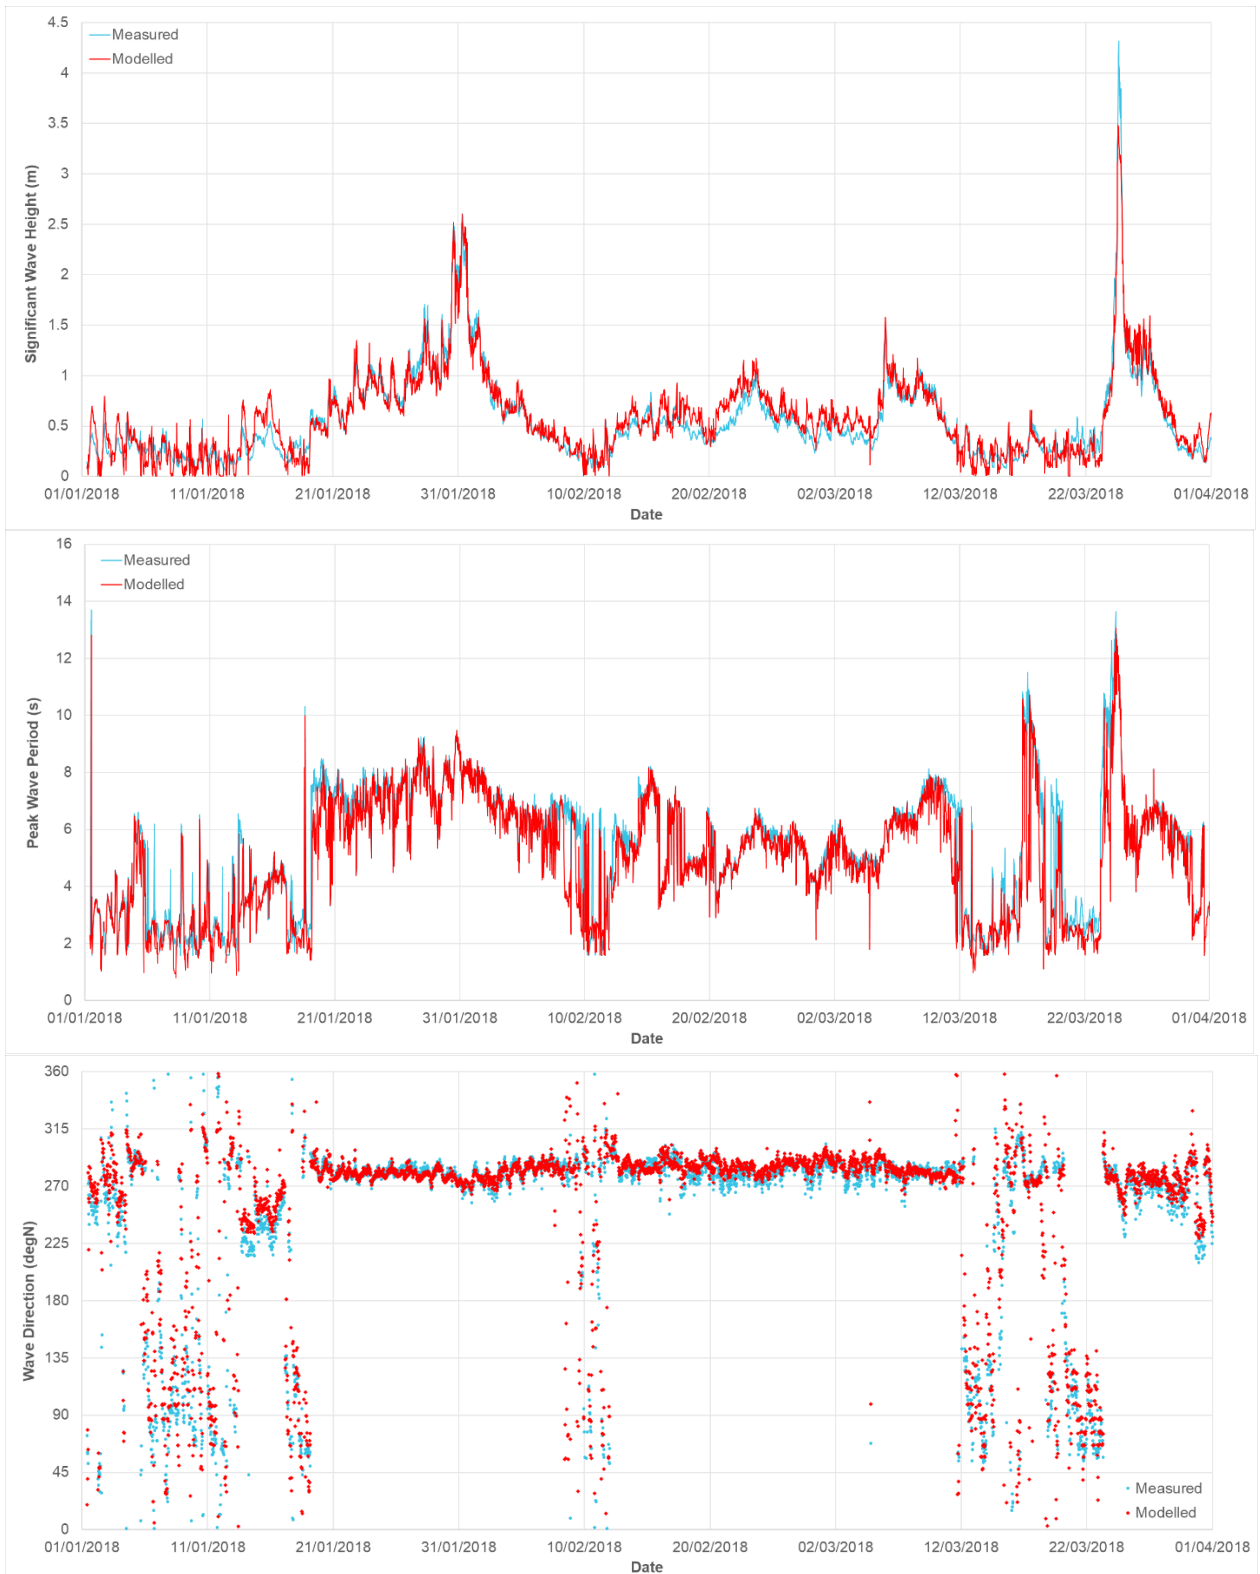 4.5
Measured
Modelled
4
3.5
3
2.5
2
1.5
1
0.5
0
Significant Wave Height (m)
01/01/2018 11/01/2018 21/01/2018 31/01/2018 10/02/2018 20/02/2018 02/03/2018 12/03/2018 22/03/2018 01/04/2018
Date
16
Measured
Modelled
14
12
10
8
6
4
2
0
Peak Wave Period (s)
01/01/2018 11/01/2018 21/01/2018 31/01/2018 10/02/2018 20/02/2018 02/03/2018 12/03/2018 22/03/2018 01/04/2018
Date
360
315
270
225
180
135
90
45
0
Wave Direction (degN)
Measured
Modelled
01/01/2018 11/01/2018 21/01/2018 31/01/2018 10/02/2018 20/02/2018 02/03/2018 12/03/2018 22/03/2018 01/04/2018
Date